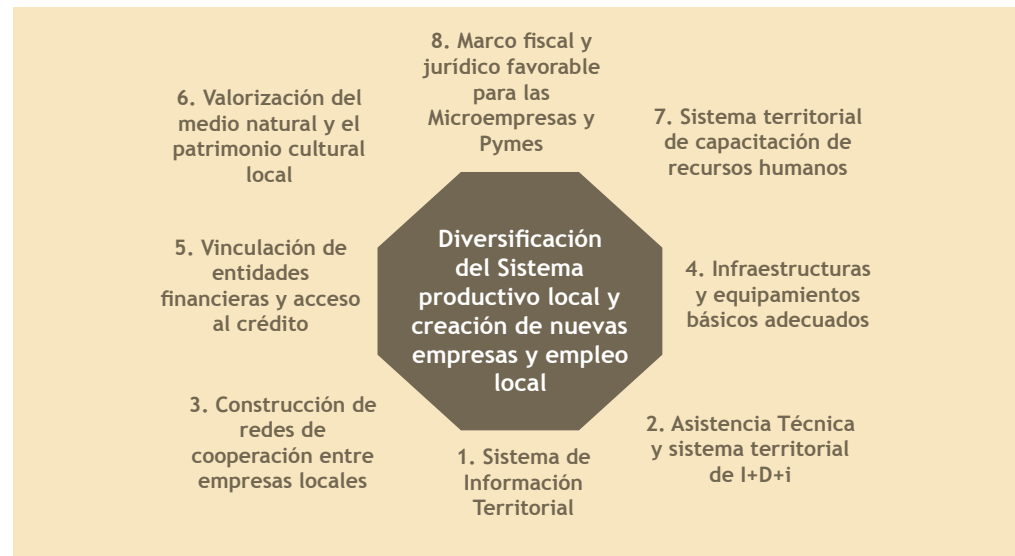 8. Marco fiscal y
jurídico favorable
para las
Microempresas y
Pymes
6. Valorización del
medio natural y el
patrimonio cultural
local
7. Sistema territorial
de capacitación de
recursos humanos
Diversificación
del Sistema
productivo local y
creación de nuevas
empresas y empleo
local
5. Vinculación de
entidades
financieras y acceso
al crédito
4. Infraestructuras
y equipamientos
básicos adecuados
3. Construcción de
redes de
cooperación entre
empresas locales
2. Asistencia Técnica
y sistema territorial
de I+D+i
1. Sistema de
Información
Territorial